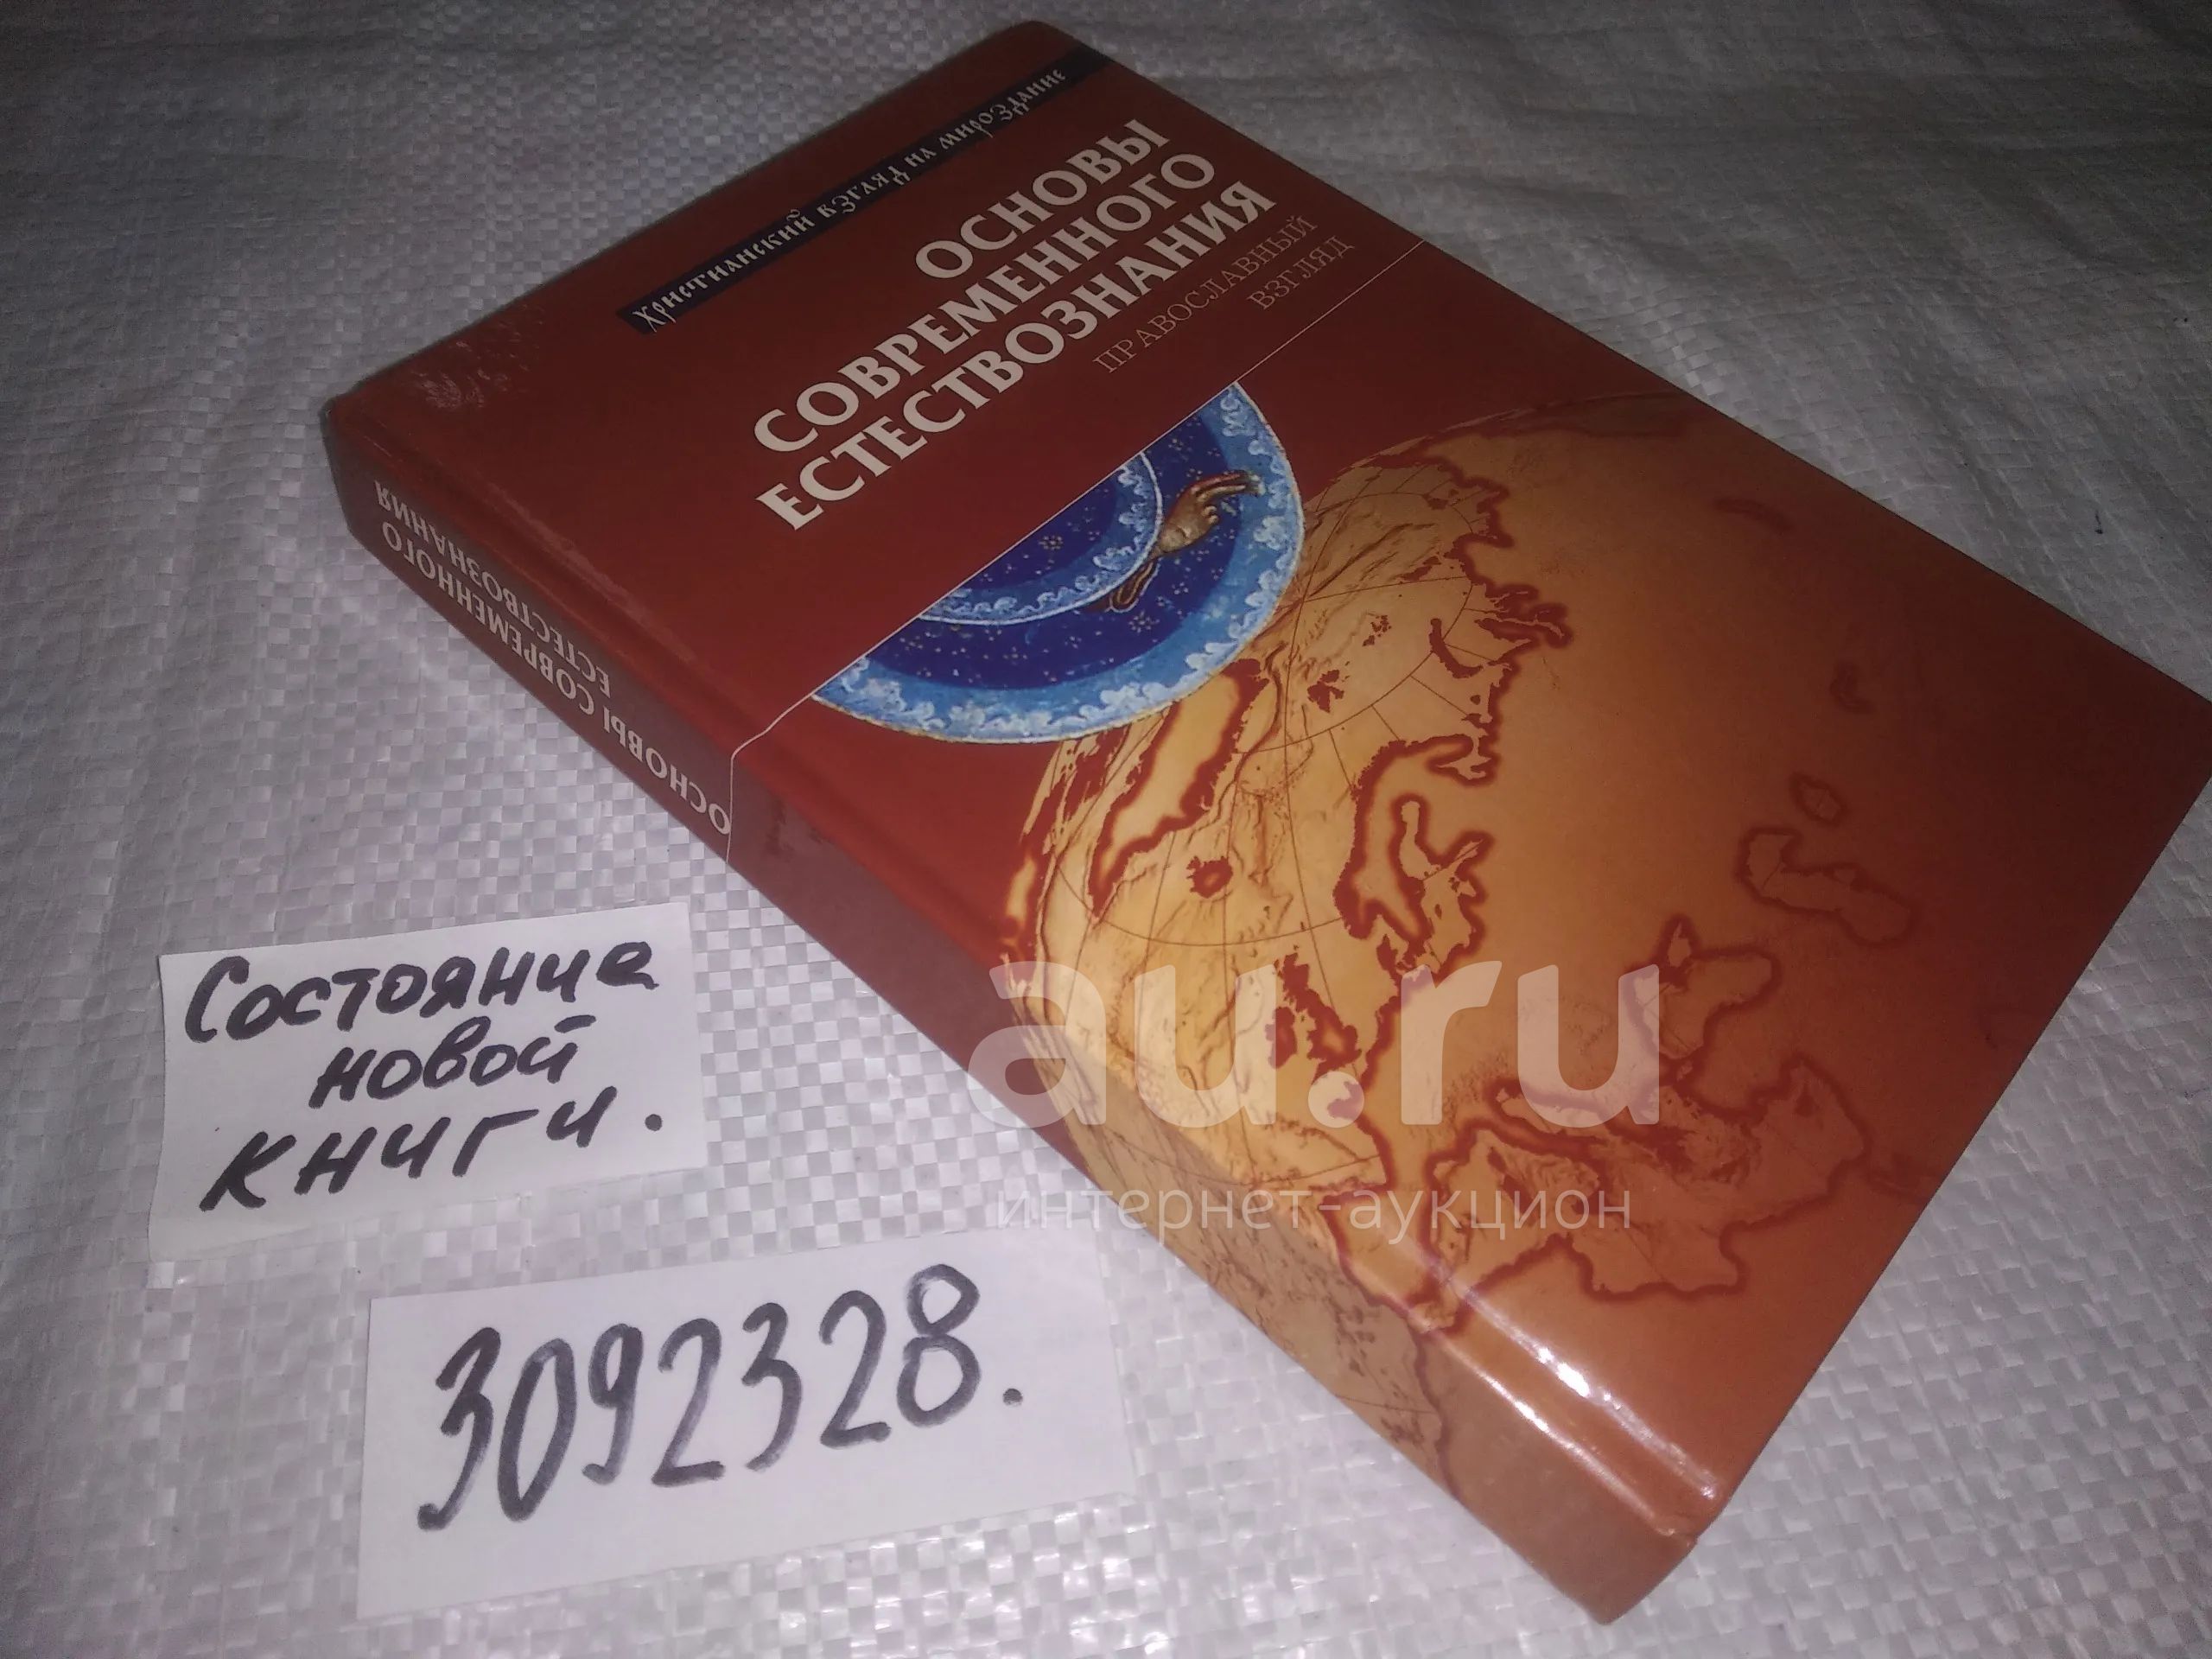 Христианский взгляд на мироздание
ОСНОВЫ
СОВРЕМЕННОГО
ЕСТЕСТВОЗНАНИЯ
ПРАВОСЛАВНЫЙ
ВЗГЛЯД
ОСНОВЫ СОВРЕМЕННОГО
ЕСТЕСТВОЗНАНИЯ
Состояние
новой
книги.
3092328.
au.ru
интернет-аукцион